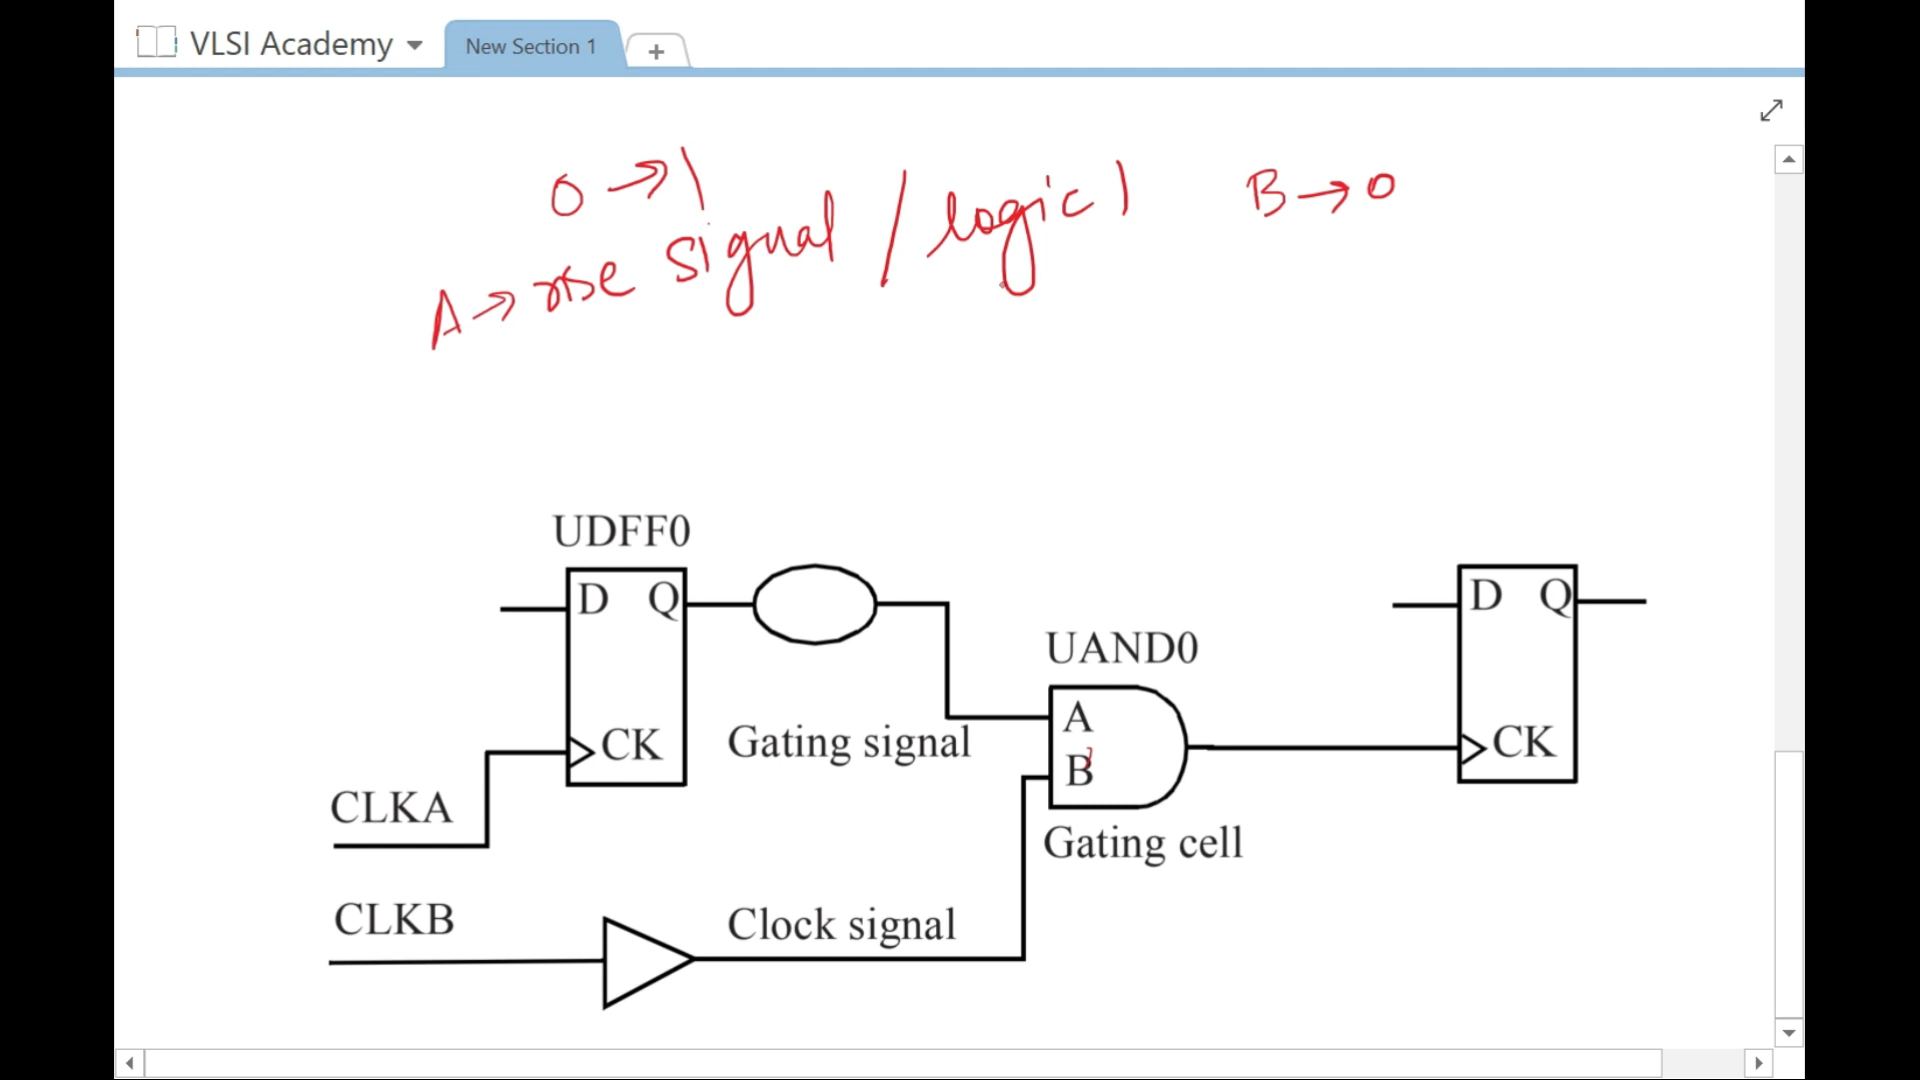 VLSI Academy
New Section 1
+
0 → 1
A → rise signal / logic 1
B → 0
UDFF0
D Q
CK
Gating signal
CLKA
CLKB
Clock signal
UAND0
A
B
Gating cell
D Q
CK